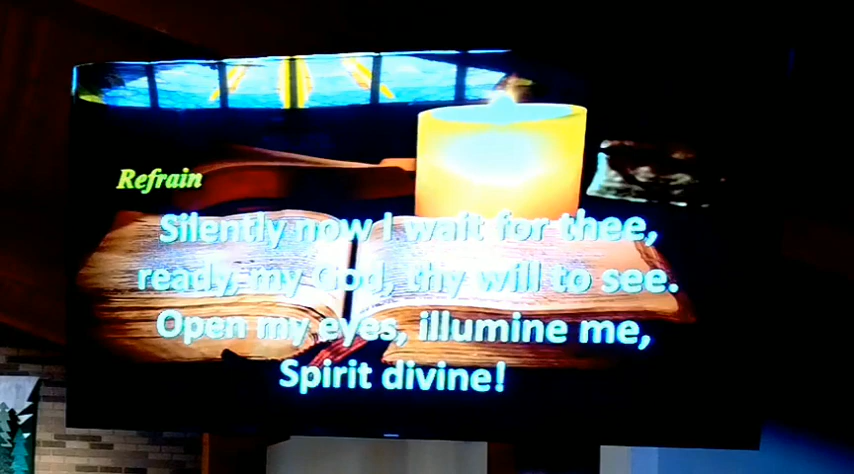 Refrain
Silently now I wait for thee,
ready, my God, thy will to see.
Open my eyes, illumine me,
Spirit divine!